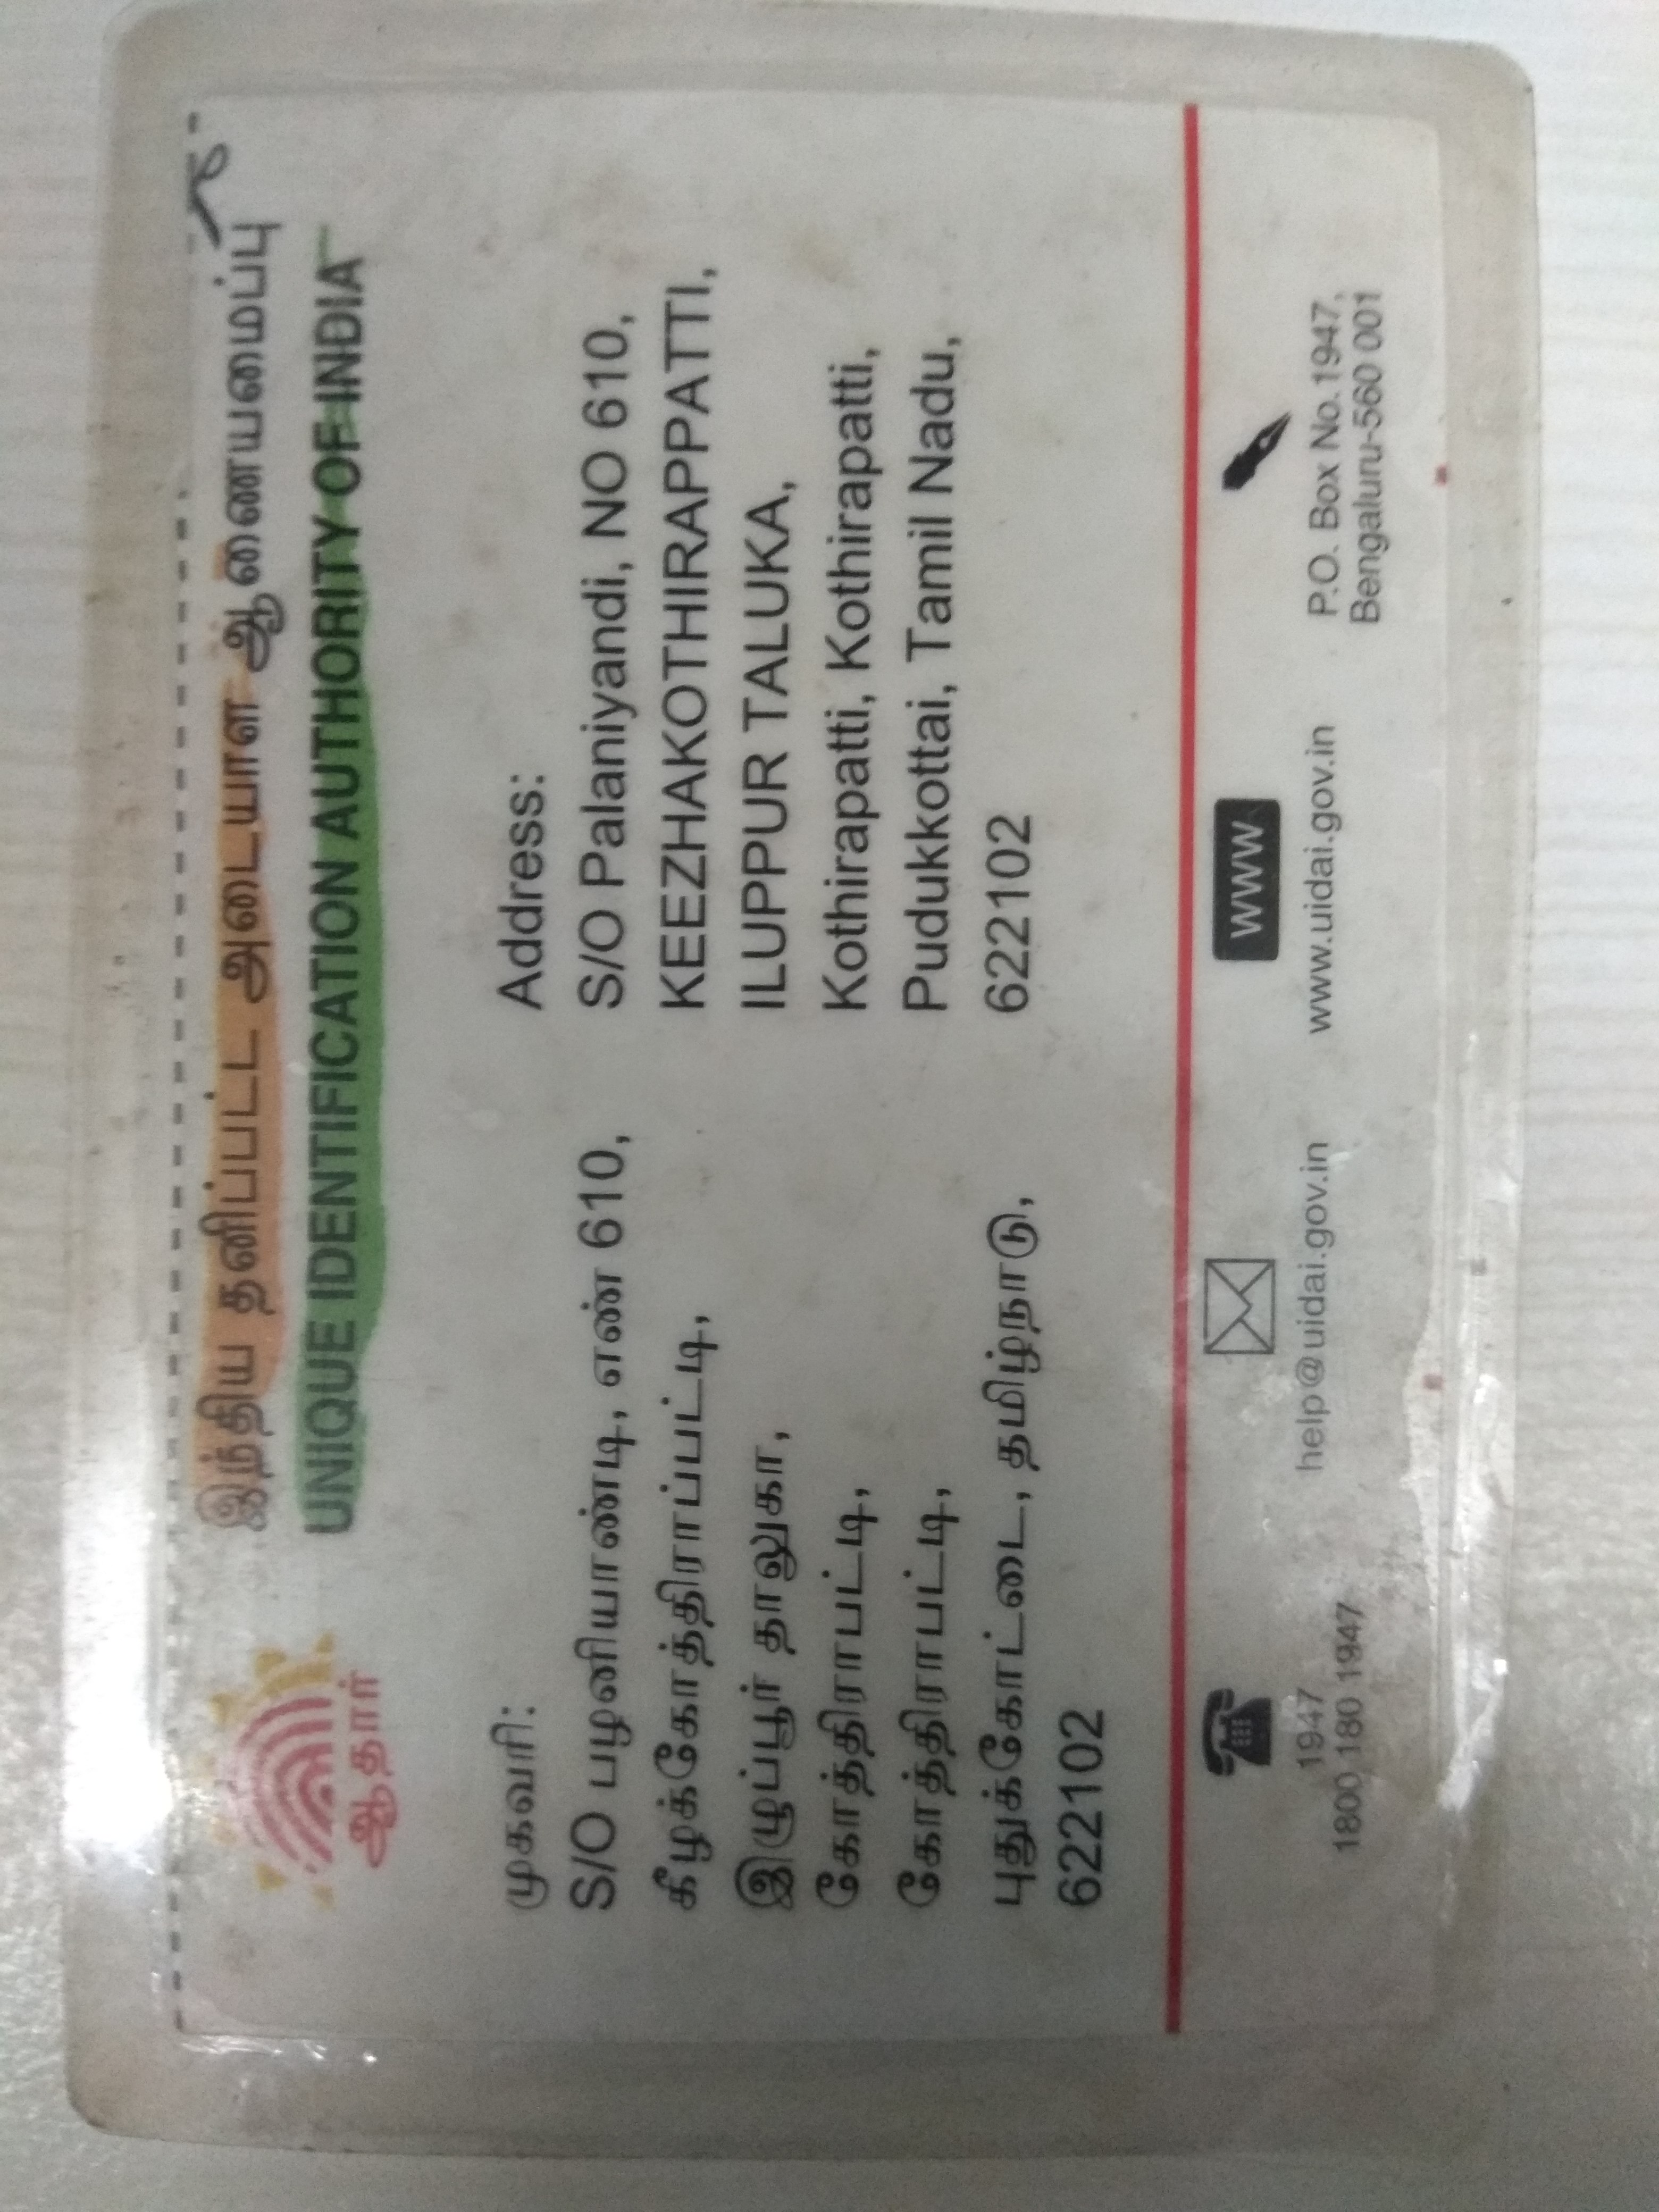 இந்திய தனிப்பட்ட அடையாள ஆணையமைப்பு
UNIQUE IDENTIFICATION AUTHORITY OF INDIA
ஆதார்
முகவரி:
S/O பழனியாண்டி, எண் 610,
கீழக்கோத்திராப்பட்டி,
இழுப்பூர் தாலுகா,
கோத்திராபட்டி,
கோத்திராபட்டி,
புதுக்கோட்டை, தமிழ்நாடு,
622102
Address:
S/O Palaniyandi, NO 610,
KEEZHAKOTHIRAPPATTI,
ILUPPUR TALUKA,
Kothirapatti, Kothirapatti,
Pudukkottai, Tamil Nadu,
622102
1947
1800 180 1947
help@uidai.gov.in
WWW
www.uidai.gov.in
P.O. Box No. 1947,
Bengaluru-560 001